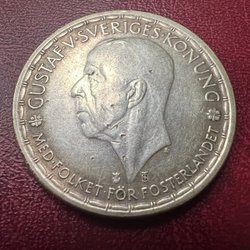 GUSTAF·V·SVERIGES·KONUNG
MED·FOLKET·FÖR·FOSTERLANDET